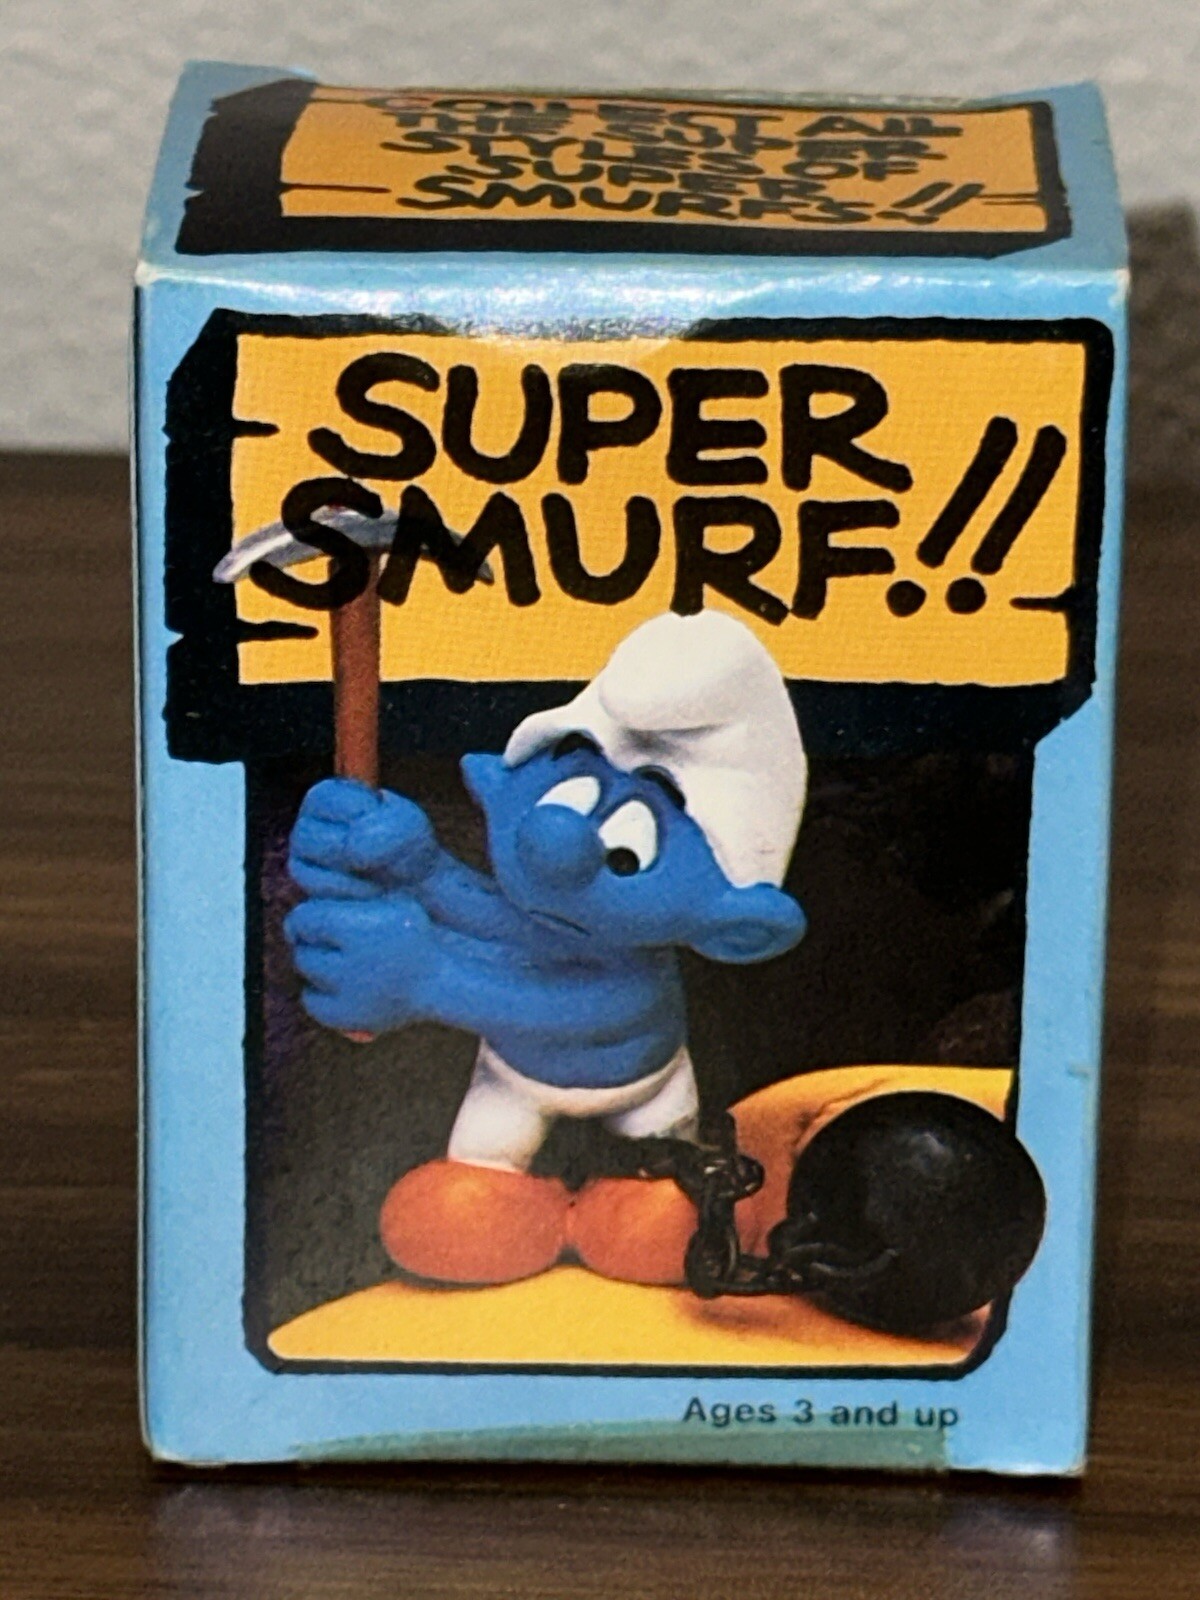 COLLECT ALL
THE SUPER
STYLES OF
SUPER
SMURFS!!
SUPER
SMURF!!
Ages 3 and up